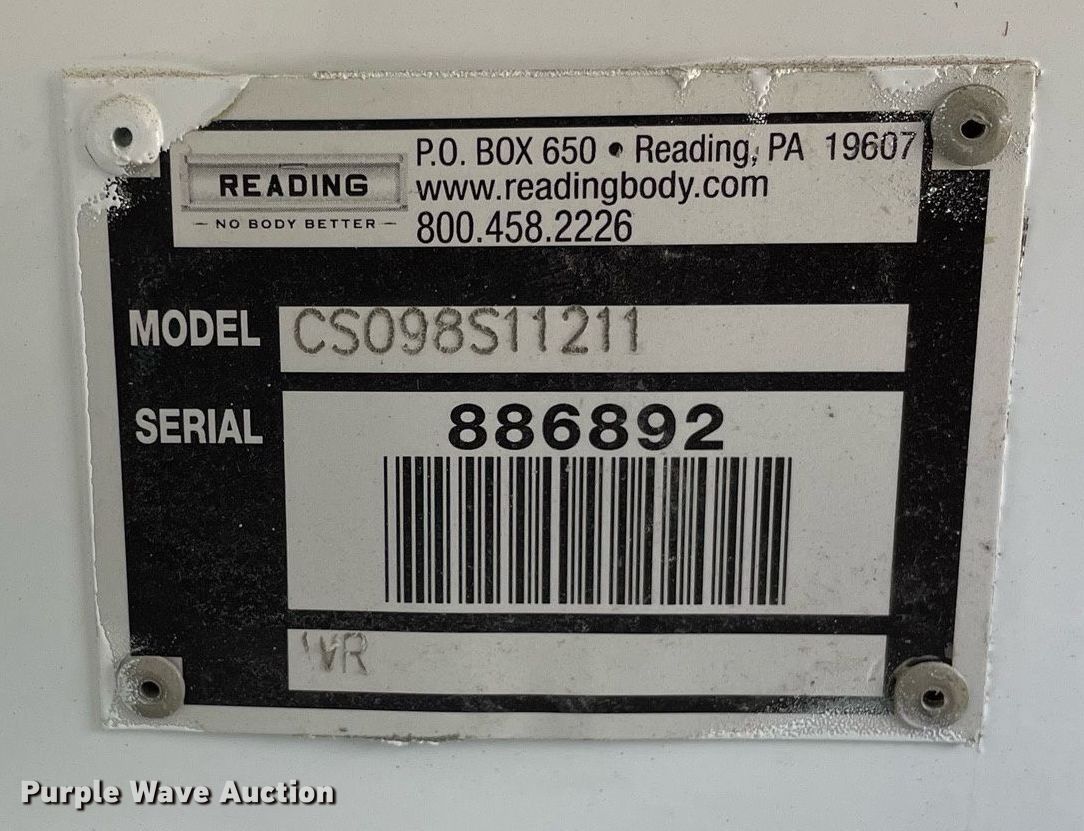 READING
NO BODY BETTER
P.O. BOX 650 • Reading, PA 19607
www.readingbody.com
800.458.2226
MODEL CS098S11211
SERIAL 886892
WR
Purple Wave Auction